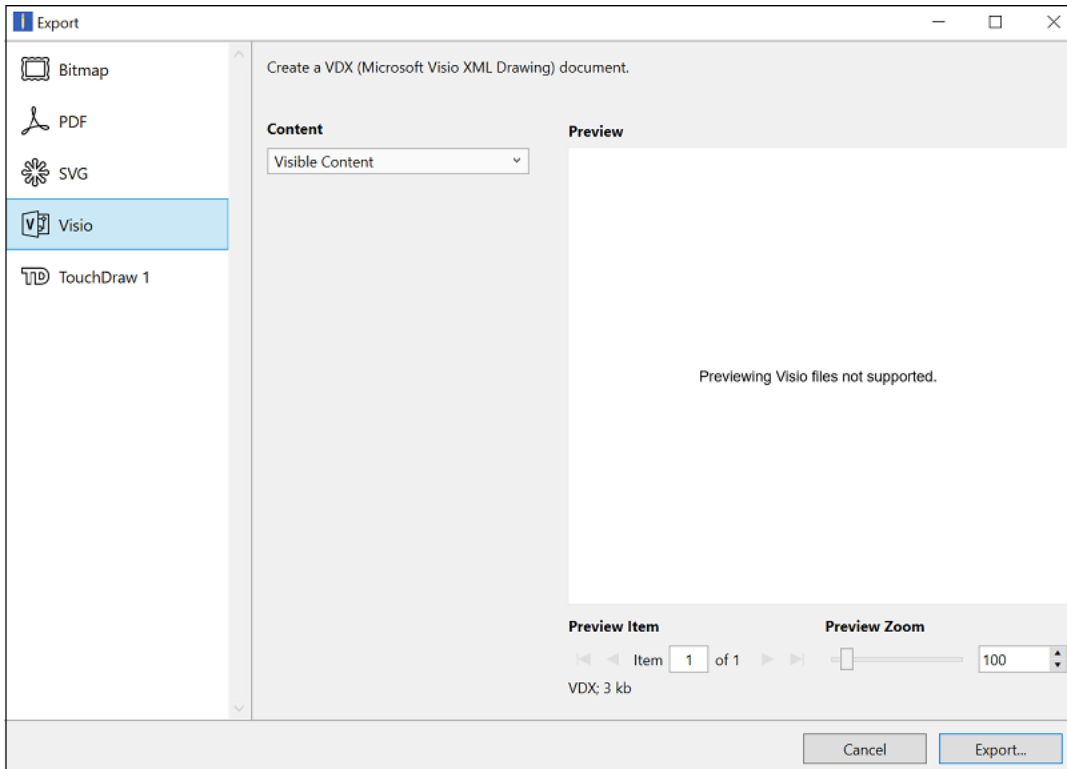 Export
Bitmap
PDF
SVG
Visio
TouchDraw 1
Create a VDX (Microsoft Visio XML Drawing) document.
Content
Visible Content
Preview
Previewing Visio files not supported.
Preview Item
Item 1 of 1
VDX; 3 kb
Preview Zoom
100
Cancel
Export...